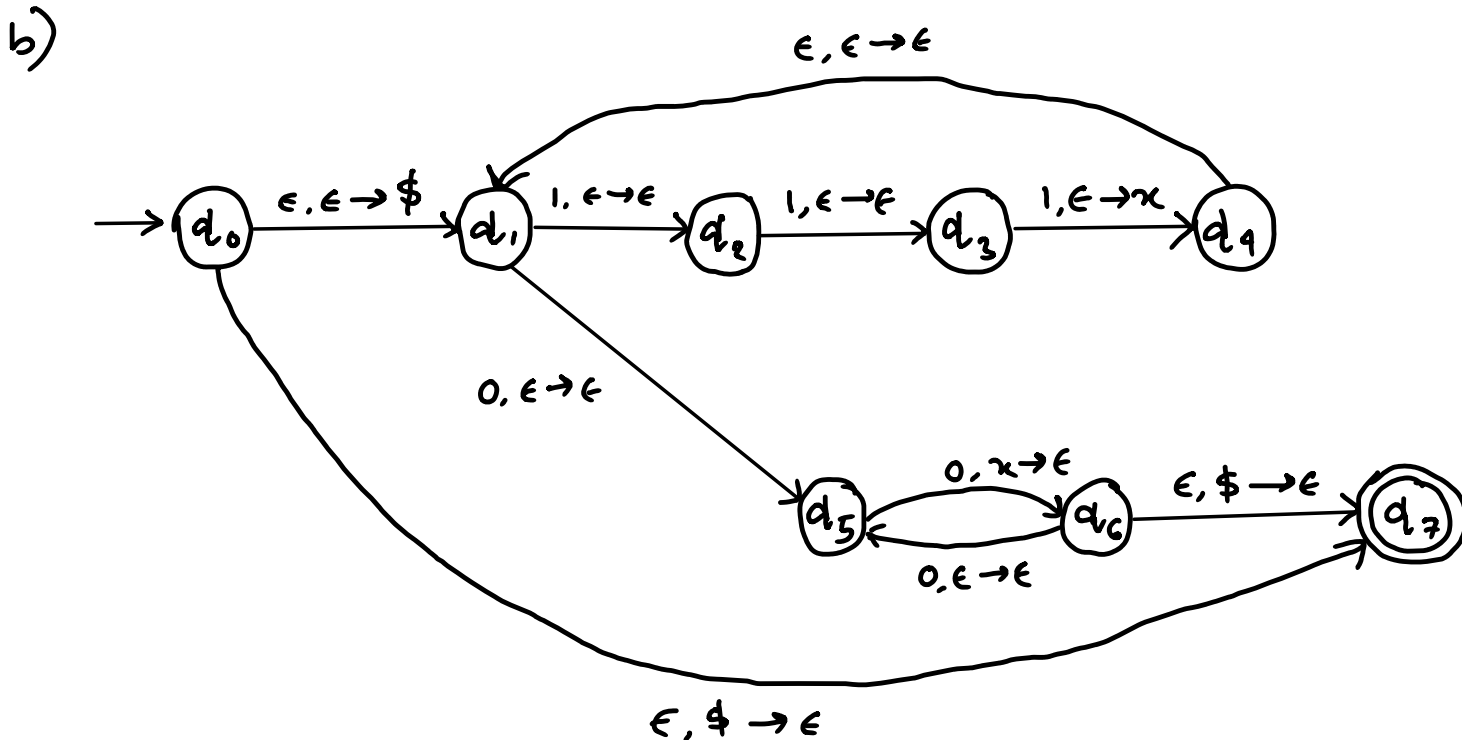 b)
ϵ, ϵ → ϵ
q₀
ϵ, ϵ → $
q₁
1, ϵ → ϵ
q₂
1, ϵ → ϵ
q₃
1, ϵ → x
q₄
0, ϵ → ϵ
q₅
0, x → ϵ
0, ϵ → ϵ
q₆
ϵ, $ → ϵ
q₇
ϵ, $ → ϵ